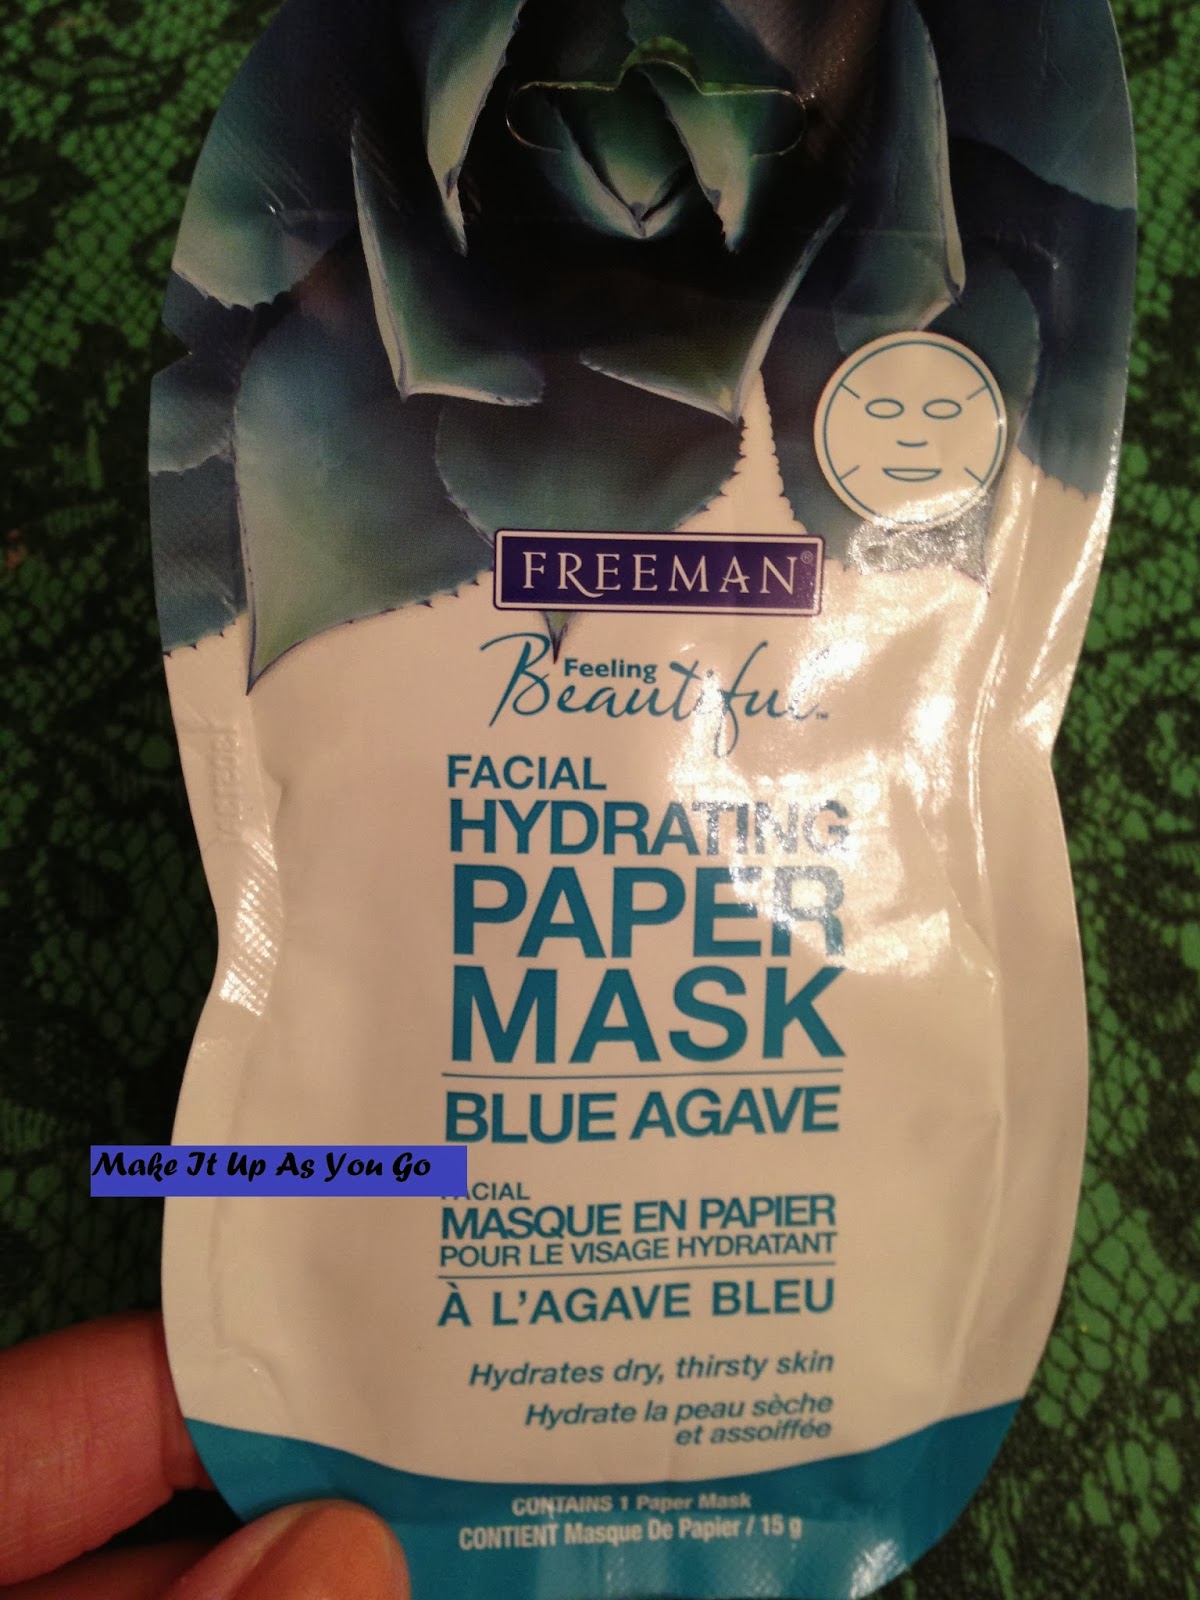 FREEMAN®
Feeling
Beautiful™
FACIAL
HYDRATING
PAPER
MASK
BLUE AGAVE
Make It Up As You Go
FACIAL
MASQUE EN PAPIER
POUR LE VISAGE HYDRATANT
À L'AGAVE BLEU
Hydrates dry, thirsty skin
Hydrate la peau sèche
et assoiffée
CONTAINS 1 Paper Mask
CONTIENT Masque De Papier / 15 g